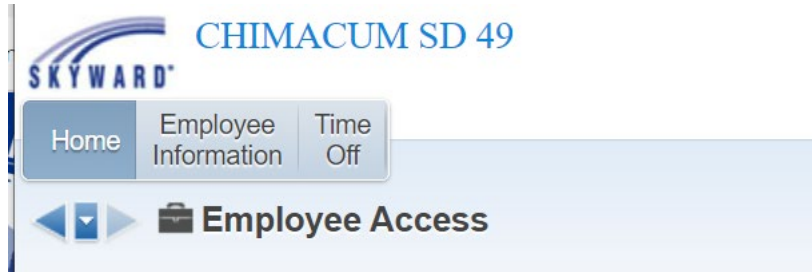 CHIMACUM SD 49
SKYWARD
Home
Employee
Information
Time
Off
Employee Access